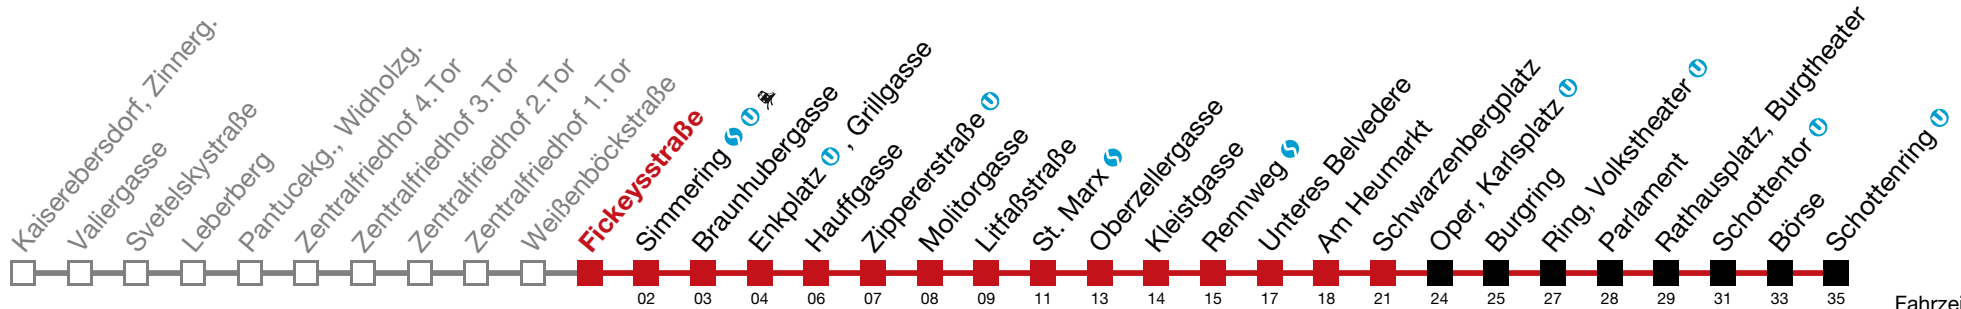 Kaiserebersdorf, Zinnerg.
Valiergasse
Svetelskystraße
Leberberg
Pantucekg., Widholzg.
Zentralfriedhof 4.Tor
Zentralfriedhof 3.Tor
Zentralfriedhof 2.Tor
Zentralfriedhof 1.Tor
Weißenböckstraße
Fickeysstraße
Simmering S U
Braunhubergasse
Enkplatz U , Grillgasse
Hauffgasse
Zippererstraße U
Molitorgasse
Litfaßstraße
St. Marx S
Oberzellergasse
Kleistgasse
Rennweg S
Unteres Belvedere
Am Heumarkt
Schwarzenbergplatz
Oper, Karlsplatz U
Burgring
Ring, Volkstheater U
Parlament
Rathausplatz, Burgtheater
Schottentor U
Börse
Schottenring U
02 03 04 06 07 08 09 11 13 14 15 17 18 21 24 25 27 28 29 31 33 35
Fahrzei